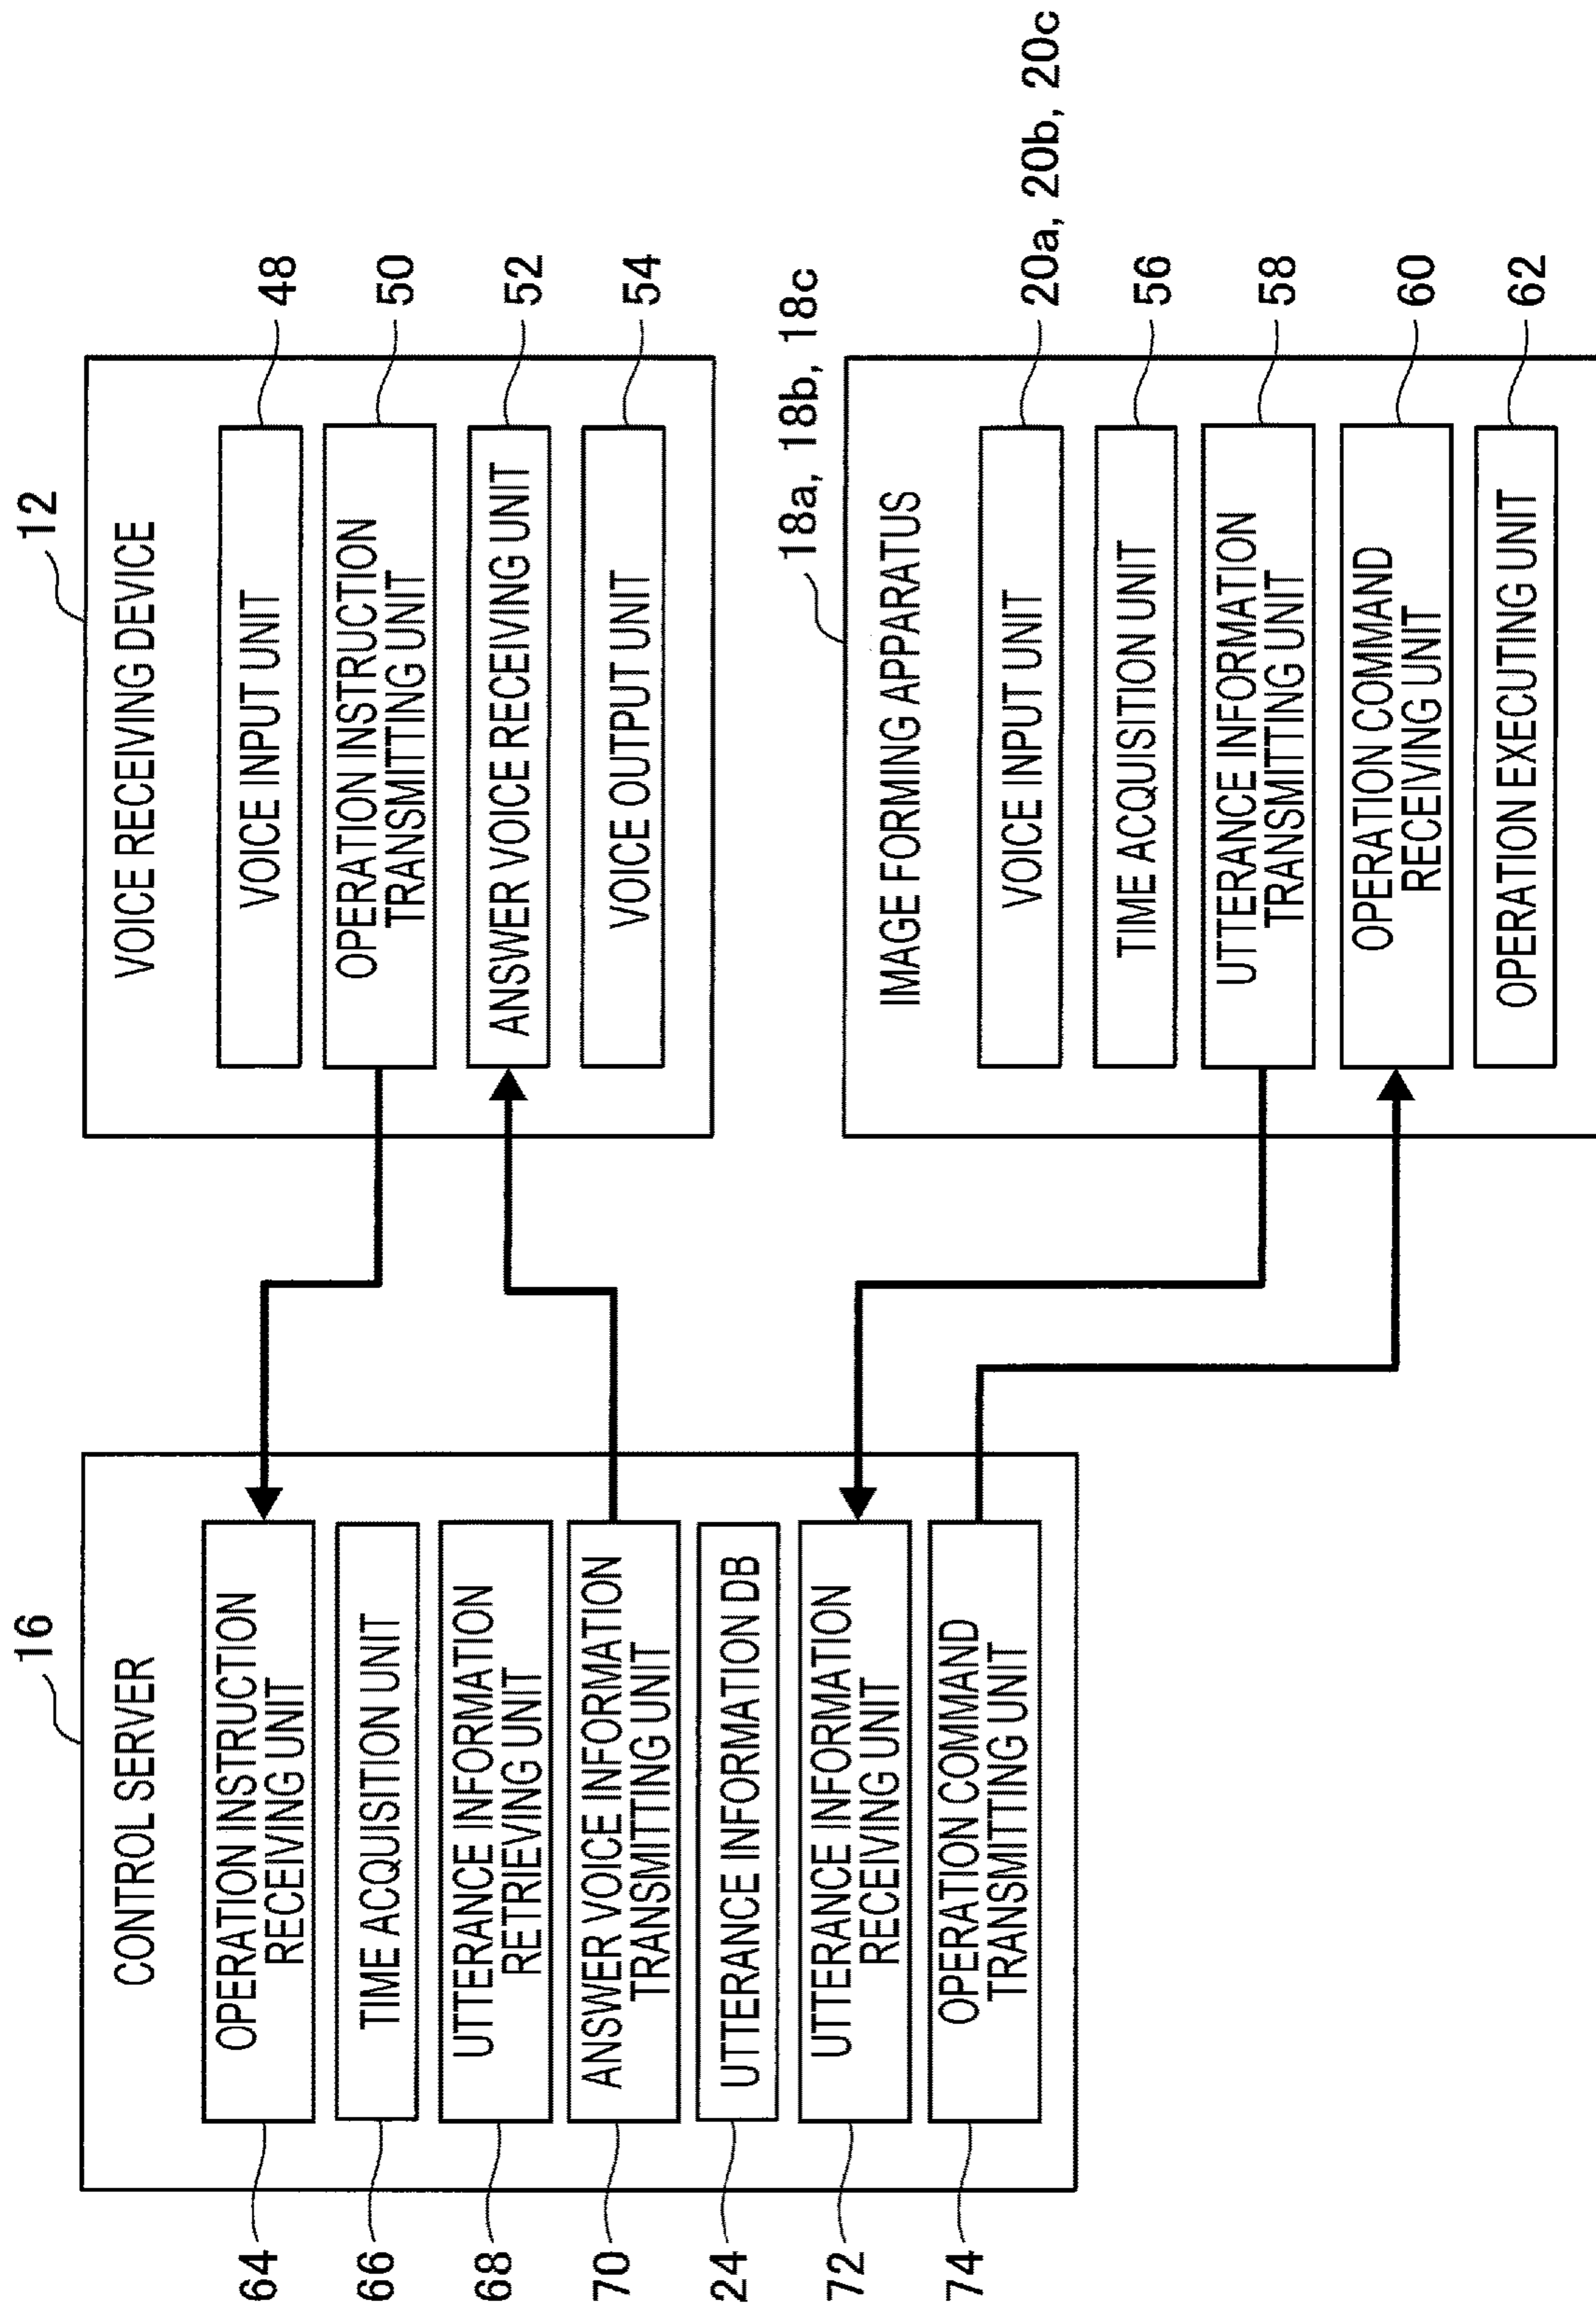 16
CONTROL SERVER
64
OPERATION INSTRUCTION
RECEIVING UNIT
66
TIME ACQUISITION UNIT
68
UTTERANCE INFORMATION
RETRIEVING UNIT
70
ANSWER VOICE INFORMATION
TRANSMITTING UNIT
24
UTTERANCE INFORMATION DB
72
UTTERANCE INFORMATION
RECEIVING UNIT
74
OPERATION COMMAND
TRANSMITTING UNIT
12
VOICE RECEIVING DEVICE
VOICE INPUT UNIT
48
OPERATION INSTRUCTION
TRANSMITTING UNIT
50
ANSWER VOICE RECEIVING UNIT
52
VOICE OUTPUT UNIT
54
18a, 18b, 18c
IMAGE FORMING APPARATUS
VOICE INPUT UNIT
20a, 20b, 20c
TIME ACQUISITION UNIT
56
UTTERANCE INFORMATION
TRANSMITTING UNIT
58
OPERATION COMMAND
RECEIVING UNIT
60
OPERATION EXECUTING UNIT
62